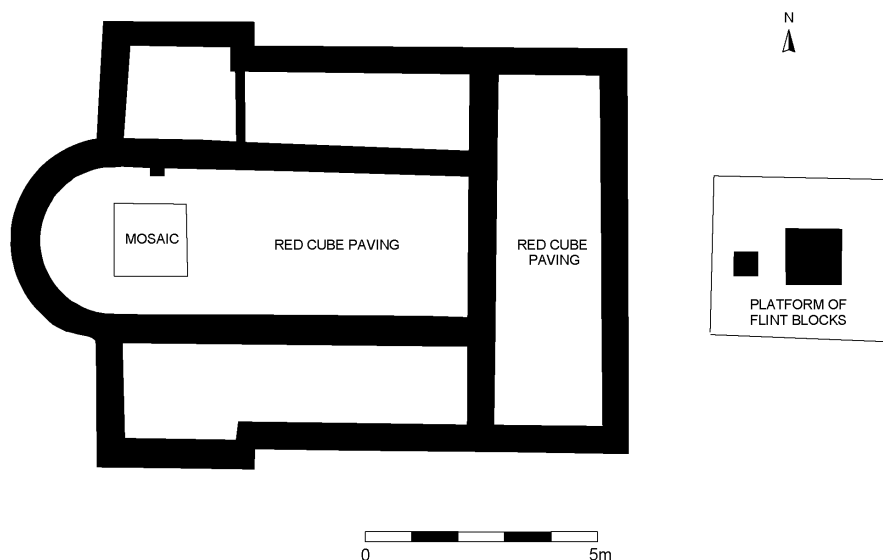 N
MOSAIC
RED CUBE PAVING
RED CUBE
PAVING
PLATFORM OF
FLINT BLOCKS
0
5m